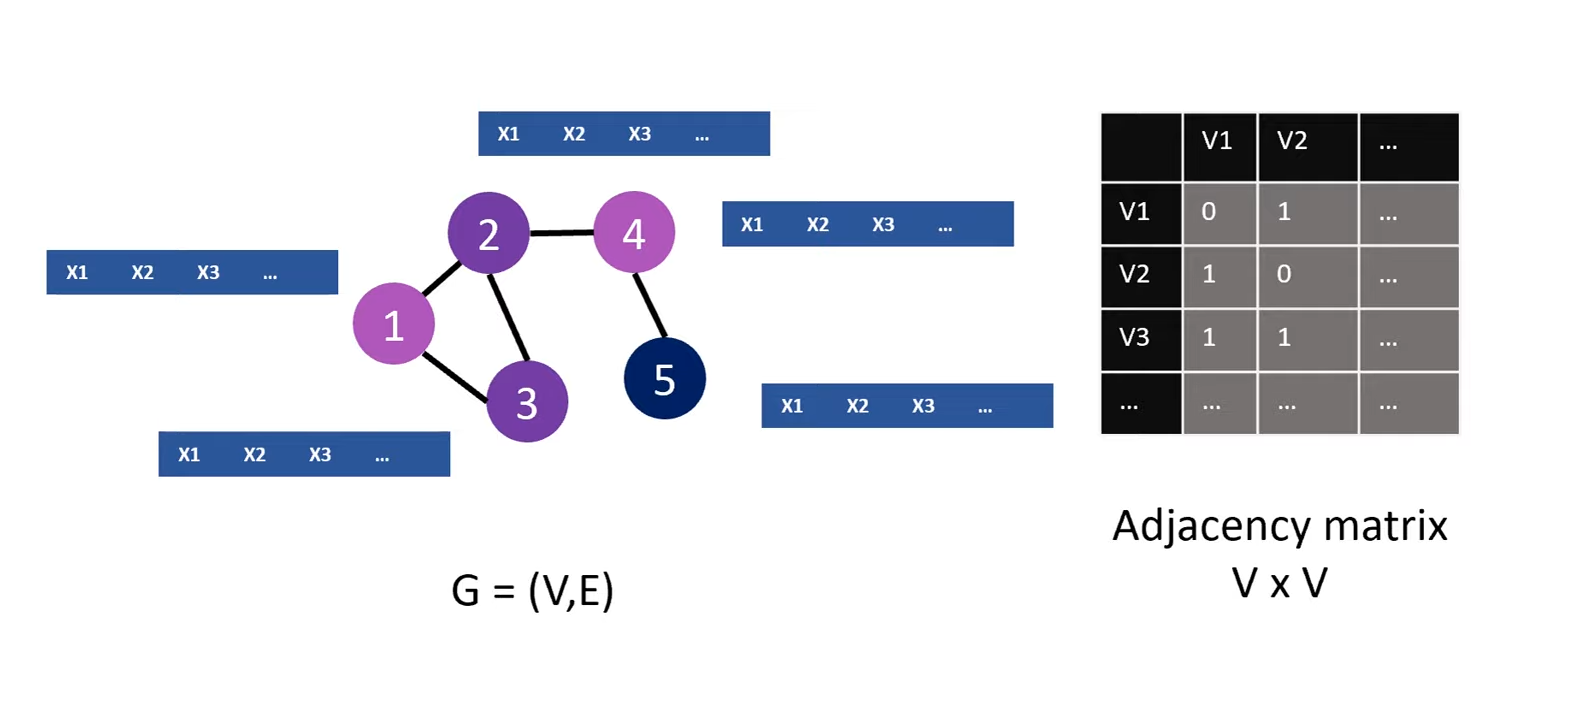 X1 X2 X3 ...
X1 X2 X3 ...
X1 X2 X3 ...
2
4
1
3
5
X1 X2 X3 ...
X1 X2 X3 ...
G = (V,E)
V1 V2 ...
V1 0 1 ...
V2 1 0 ...
V3 1 1 ...
... ... ... ...
Adjacency matrix
V x V